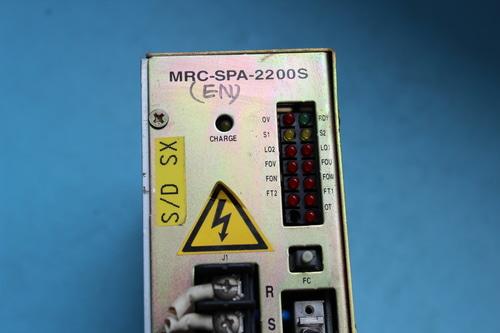 MRC-SPA-2200S
(E-N)
OV RDY
S1 S2
CHARGE
LO2 LO1
FOV FOU
FON FOW
FT2 FT1
OT
S/D SX
J1
FC
R
S